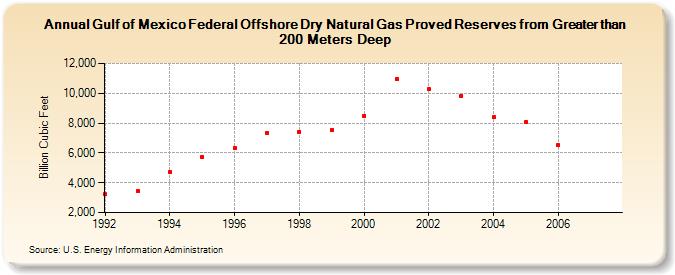 Annual Gulf of Mexico Federal Offshore Dry Natural Gas Proved Reserves from Greater than
200 Meters Deep
Billion Cubic Feet
12,000
10,000
8,000
6,000
4,000
2,000
1992 1994 1996 1998 2000 2002 2004 2006
Source: U.S. Energy Information Administration